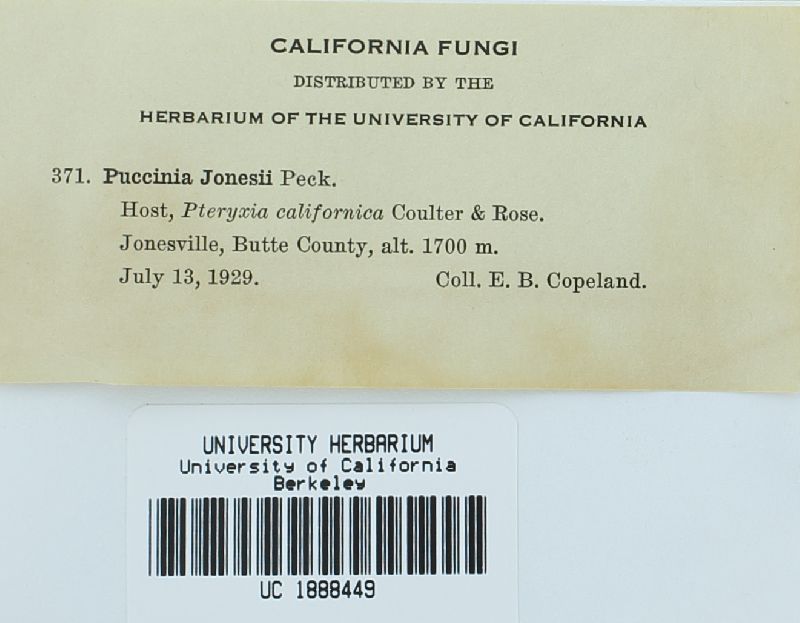 CALIFORNIA FUNGI
DISTRIBUTED BY THE
HERBARIUM OF THE UNIVERSITY OF CALIFORNIA
371. Puccinia Jonesii Peck.
Host, Pteryxia californica Coulter & Rose.
Jonesville, Butte County, alt. 1700 m.
July 13, 1929. Coll. E. B. Copeland.
UNIVERSITY HERBARIUM
University of California
Berkeley
UC 1888449